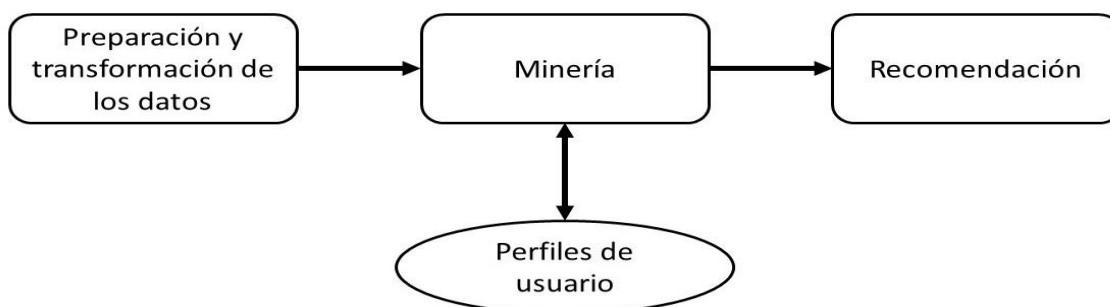 Preparación y
transformación de
los datos
Minería
Recomendación
Perfiles de
usuario